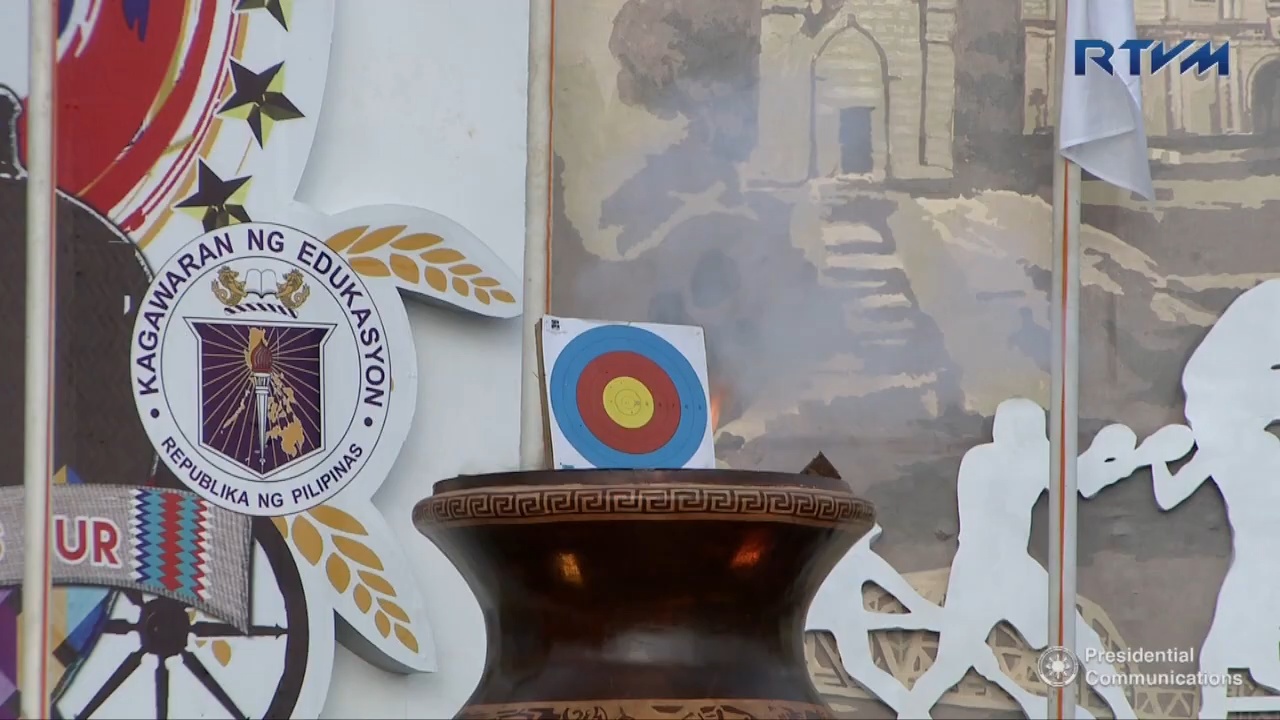 RTVM
KAGAWARAN NG EDUKASYON
REPUBLIKA NG PILIPINAS
UR
Presidential
Communications